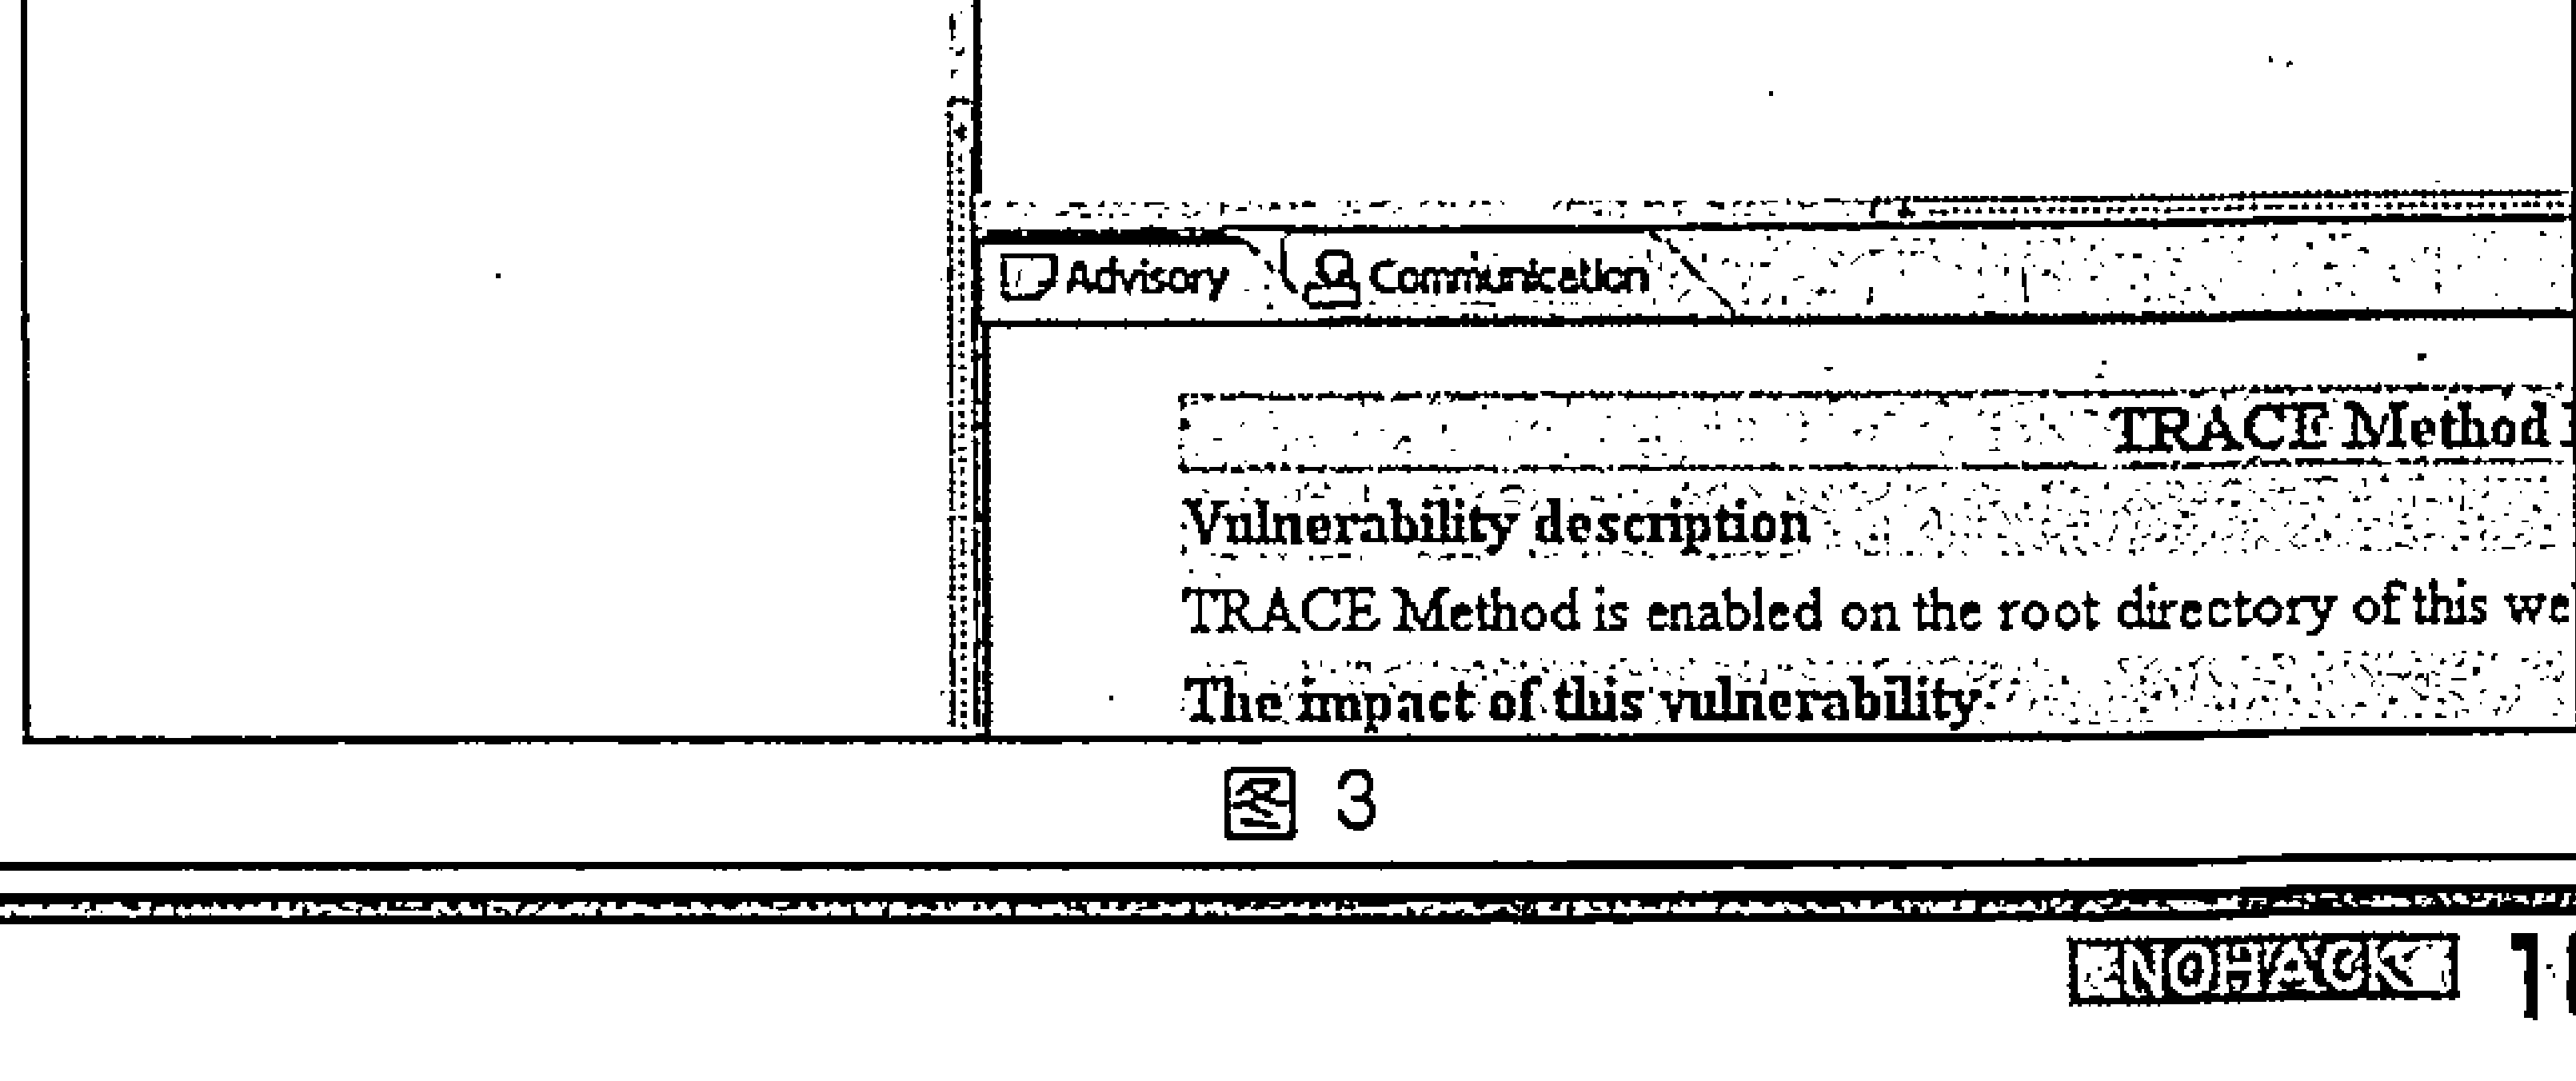 Advisory Communication
TRACE Method
Vulnerability description
TRACE Method is enabled on the root directory of this we
The impact of this vulnerability
图 3
NOHACK